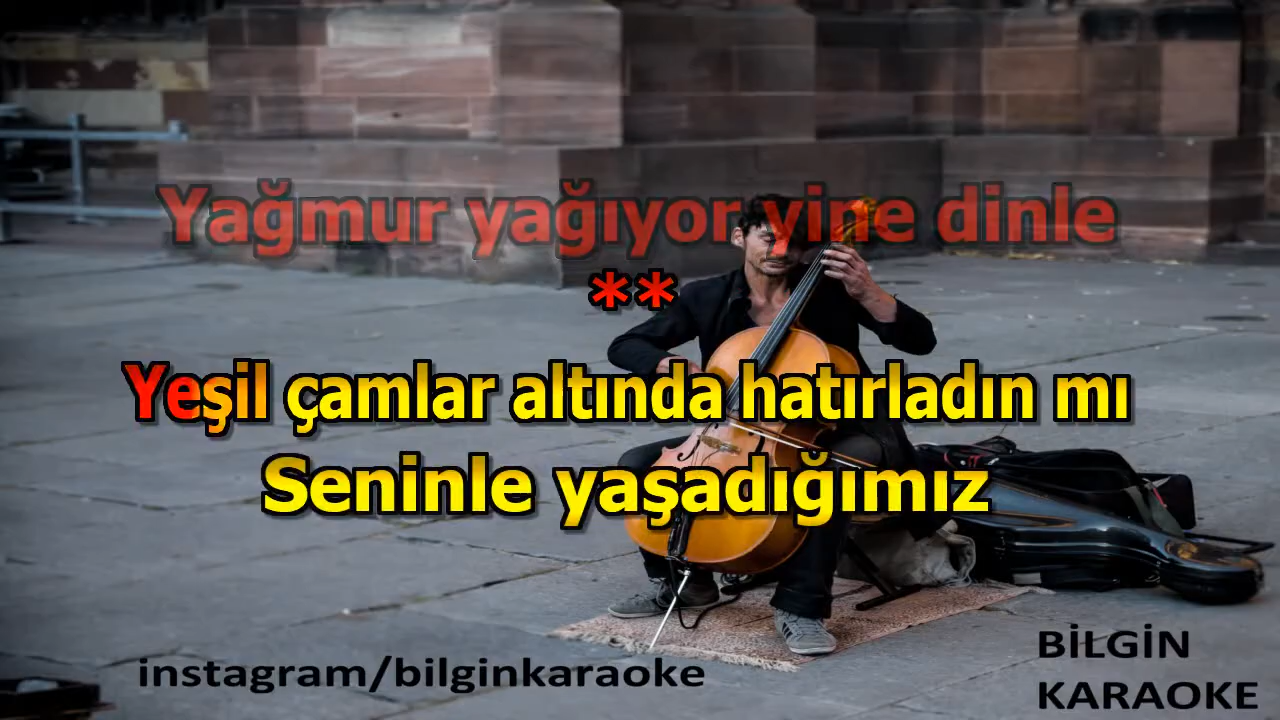 Yağmur yağıyor yine dinle
**
Yeşil çamlar altında hatırladın mı
Seninle yaşadığımız
instagram/bilginkaraoke
BİLGİN
KARAOKE